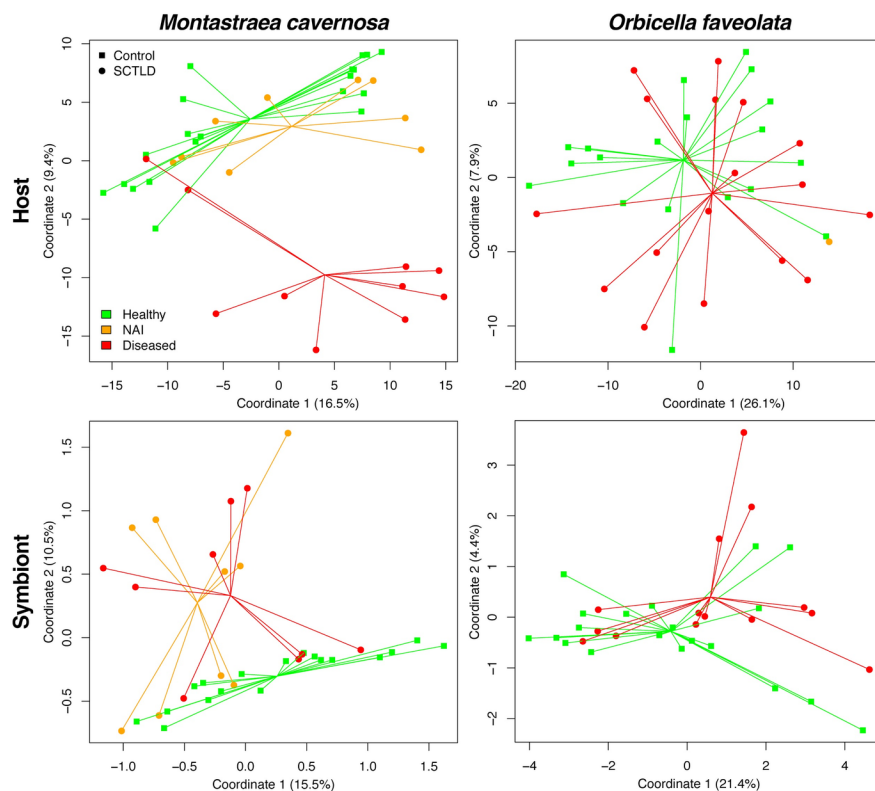 Montastraea cavernosa
Orbicella faveolata
Host
Control
SCTLD
Healthy
NAI
Diseased
Coordinate 2 (9.4%)
10
5
0
−5
−10
−15
−15
−10
−5
0
5
10
15
Coordinate 1 (16.5%)
Coordinate 2 (7.9%)
5
0
−5
−10
−20
−10
0
10
Coordinate 1 (26.1%)
Symbiont
Coordinate 2 (10.5%)
1.5
1.0
0.5
0.0
−0.5
−1.0
−0.5
0.0
0.5
1.0
1.5
Coordinate 1 (15.5%)
Coordinate 2 (4.4%)
3
2
1
0
−1
−2
−4
−2
0
2
4
Coordinate 1 (21.4%)